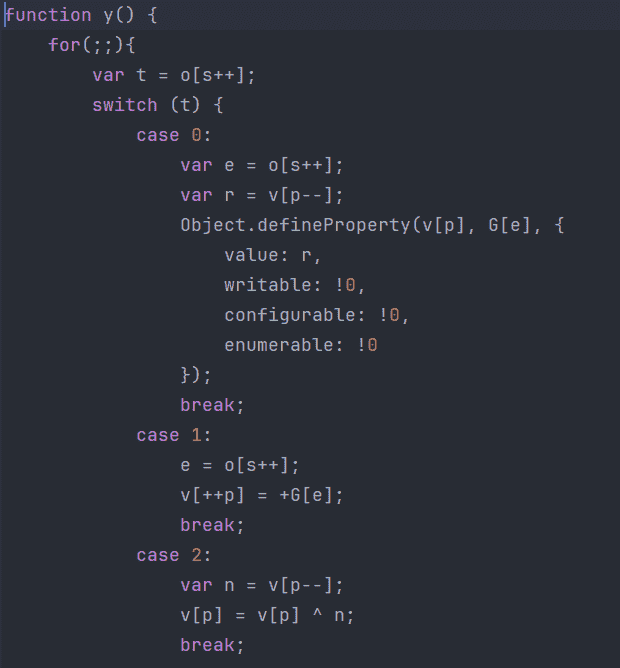 function y() {
    for(;;){
        var t = o[s++];
        switch (t) {
            case 0:
                var e = o[s++];
                var r = v[p--];
                Object.defineProperty(v[p], G[e], {
                    value: r,
                    writable: !0,
                    configurable: !0,
                    enumerable: !0
                });
                break;
            case 1:
                e = o[s++];
                v[++p] = +G[e];
                break;
            case 2:
                var n = v[p--];
                v[p] = v[p] ^ n;
                break;